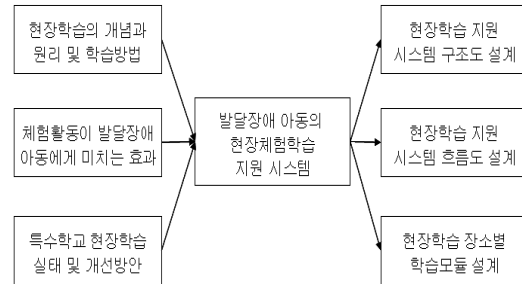 현장학습의 개념과
원리 및 학습방법
체험활동이 발달장애
아동에게 미치는 효과
특수학교 현장학습
실태 및 개선방안
발달장애 아동의
현장체험학습
지원 시스템
현장학습 지원
시스템 구조도 설계
현장학습 지원
시스템 흐름도 설계
현장학습 장소별
학습모듈 설계